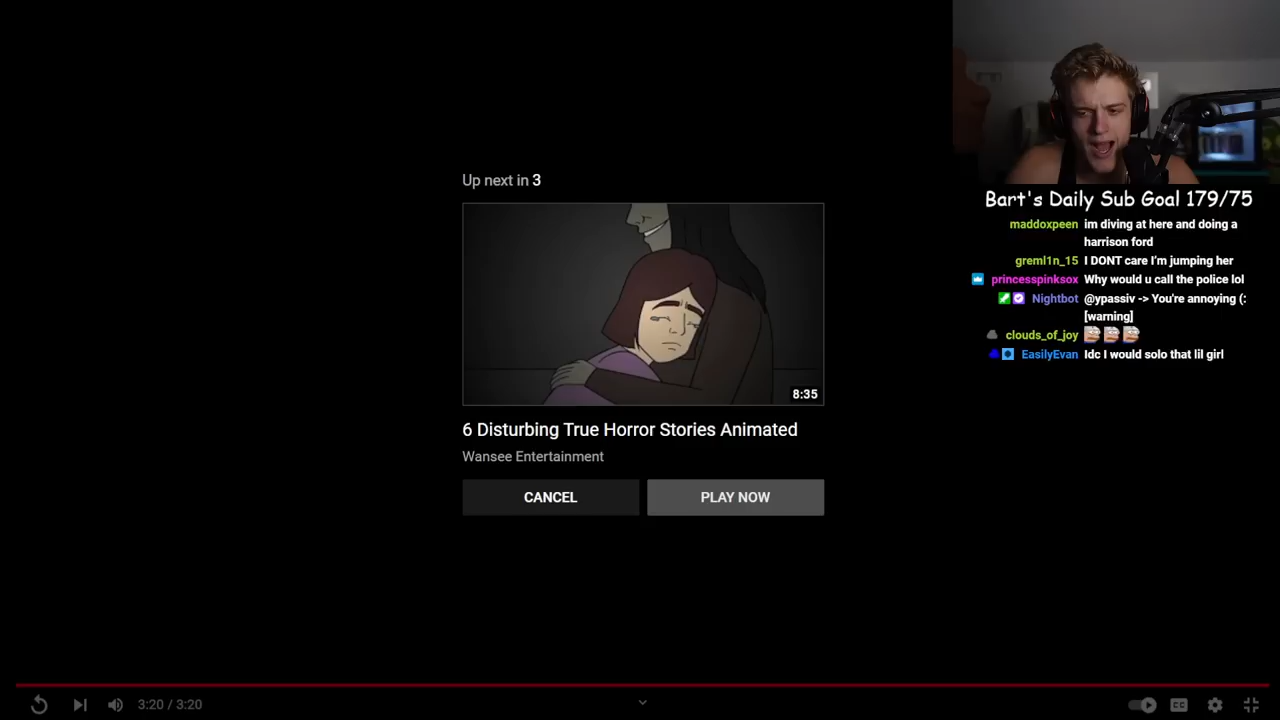 Up next in 3
8:35
6 Disturbing True Horror Stories Animated
Wansee Entertainment
CANCEL
PLAY NOW
3:20 / 3:20
CC
Bart's Daily Sub Goal 179/75
maddoxpeen im diving at here and doing a
harrison ford
greml1n_15 I DONT care I'm jumping her
princesspinksox Why would u call the police lol
Nightbot @ypassiv -> You're annoying (:
[warning]
clouds_of_joy
EasilyEvan Idc I would solo that lil girl